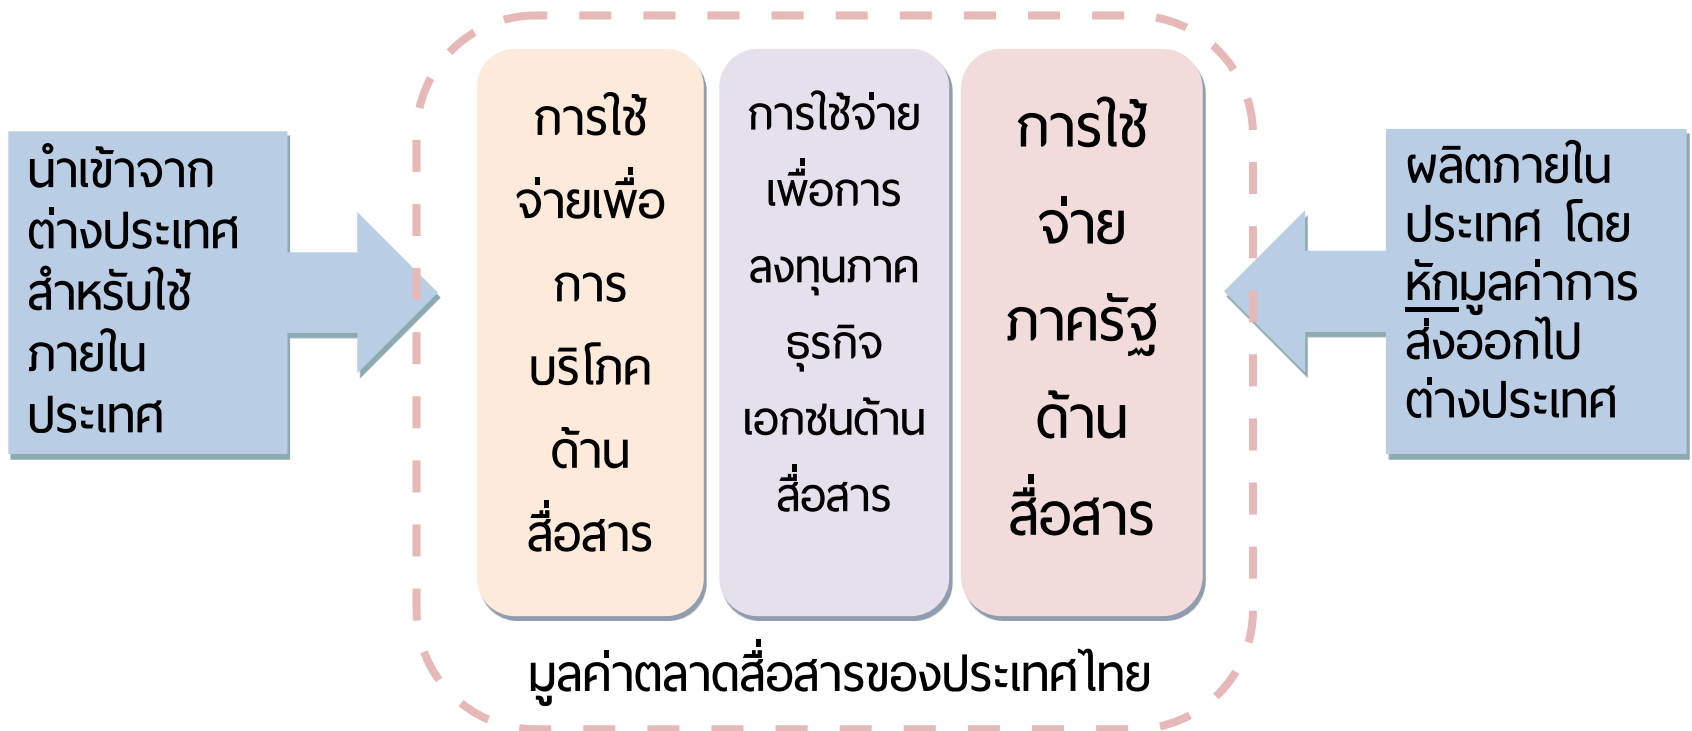 นำเข้าจาก
ต่างประเทศ
สำหรับใช้
ภายใน
ประเทศ
การใช้
จ่ายเพื่อ
การ
บริโภค
ด้าน
สื่อสาร
การใช้จ่าย
เพื่อการ
ลงทุนภาค
ธุรกิจ
เอกชนด้าน
สื่อสาร
การใช้
จ่าย
ภาครัฐ
ด้าน
สื่อสาร
ผลิตภายใน
ประเทศ โดย
หักมูลค่าการ
ส่งออกไป
ต่างประเทศ
มูลค่าตลาดสื่อสารของประเทศไทย